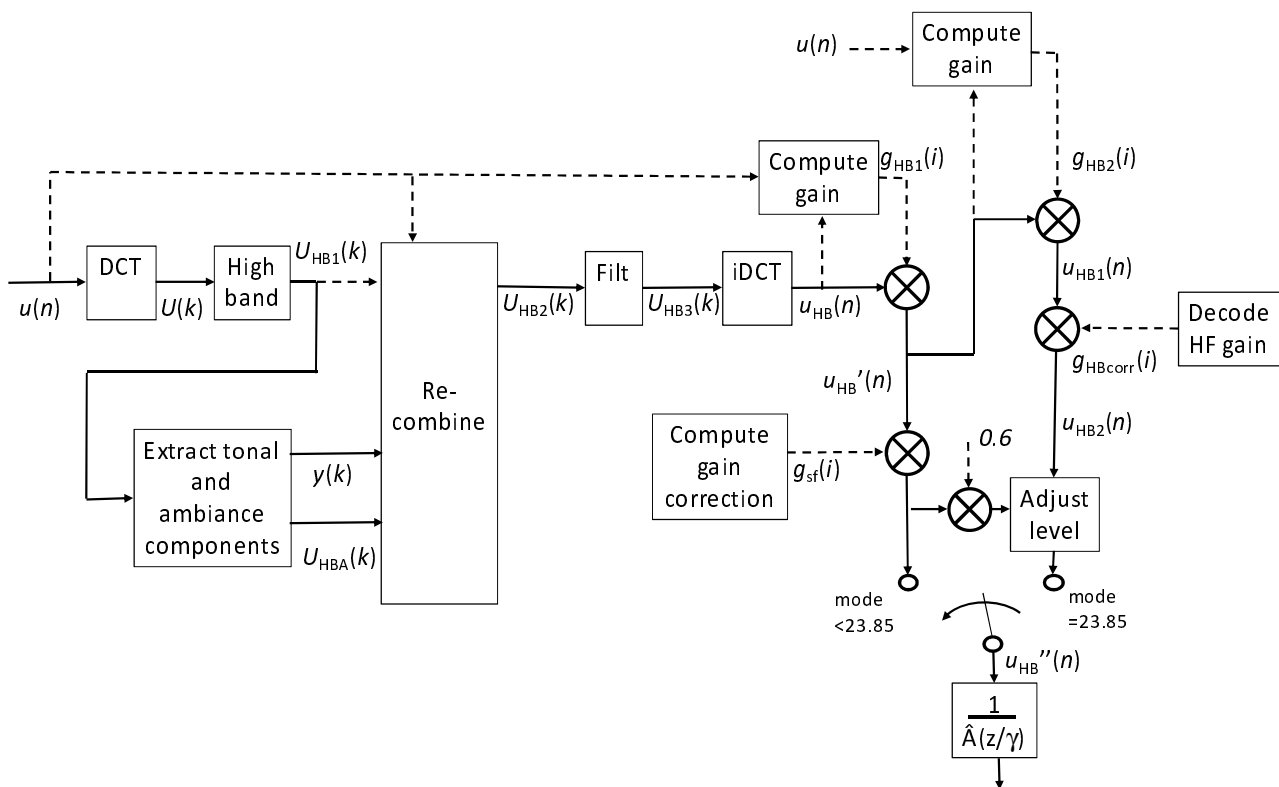 u(n)
Compute
gain
g_HB2(i)
Compute
gain
g_HB1(i)
u(n)
DCT
U(k)
High
band
U_HB1(k)
Re-
combine
U_HB2(k)
Filt
U_HB3(k)
iDCT
u_HB(n)
u_HB1(n)
Decode
HF gain
g_HBcorr(i)
u_HB'(n)
u_HB2(n)
Extract tonal
and
ambiance
components
y(k)
U_HBA(k)
Compute
gain
correction
g_sf(i)
0.6
Adjust
level
mode
<23.85
mode
=23.85
u_HB''(n)
1
Â(z/γ)